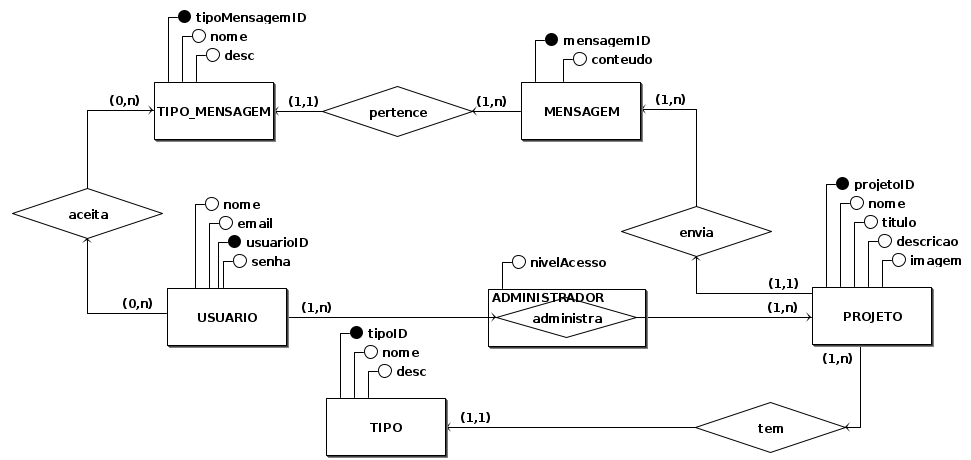 tipoMensagemID
nome
desc
mensagemID
conteudo
(0,n)
(1,1)
(1,n)
(1,n)
TIPO_MENSAGEM
pertence
MENSAGEM
projetoID
nome
titulo
descricao
imagem
aceita
nome
email
usuarioID
senha
envia
nivelAcesso
(1,1)
(0,n)
(1,n)
ADMINISTRADOR
(1,n)
USUARIO
administra
PROJETO
tipoID
nome
desc
(1,n)
(1,1)
TIPO
tem